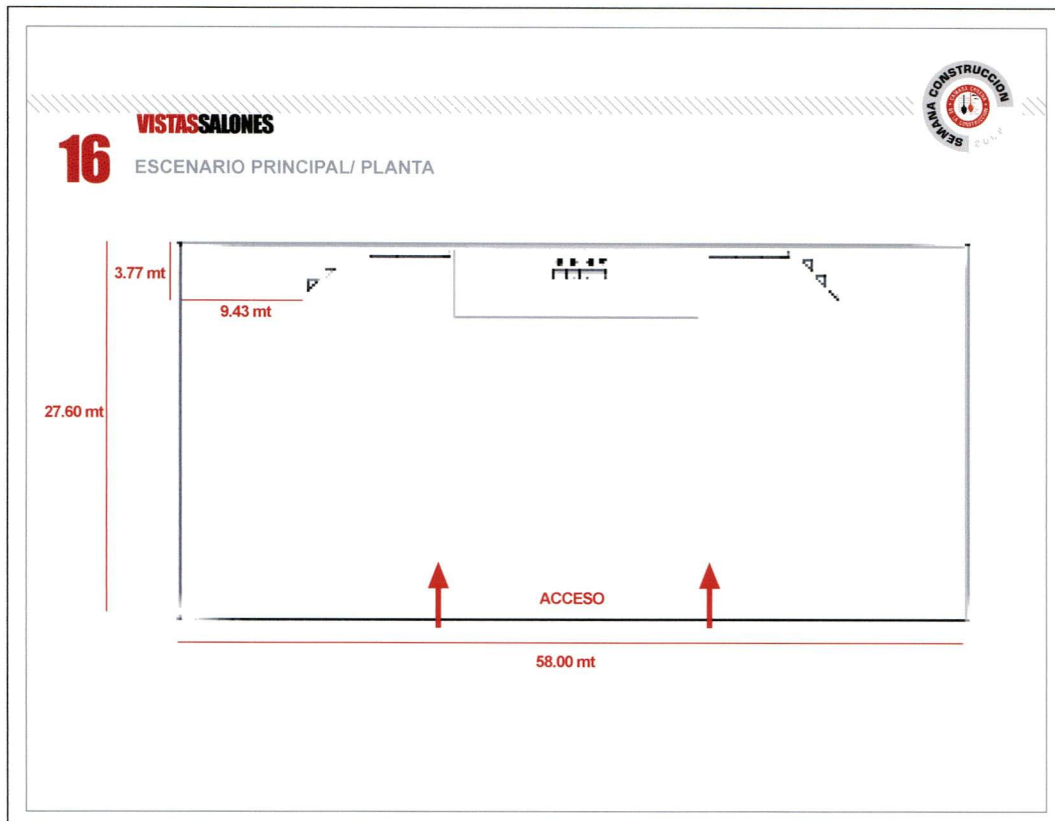 SEMANA CONSTRUCCION
VISTASSALONES
16
ESCENARIO PRINCIPAL/ PLANTA
3.77 mt
9.43 mt
27.60 mt
ACCESO
58.00 mt